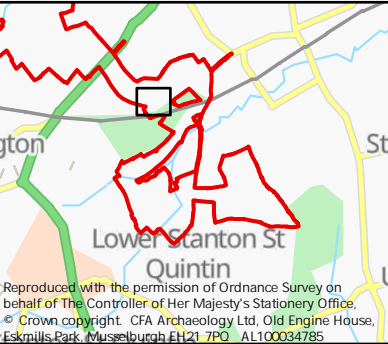 gton
St
Lower Stanton St
Quintin
Reproduced with the permission of Ordnance Survey on
behalf of The Controller of Her Majesty's Stationery Office,
© Crown copyright. CFA Archaeology Ltd, Old Engine House,
Eskmills Park, Musselburgh EH21 7PQ AL100034785